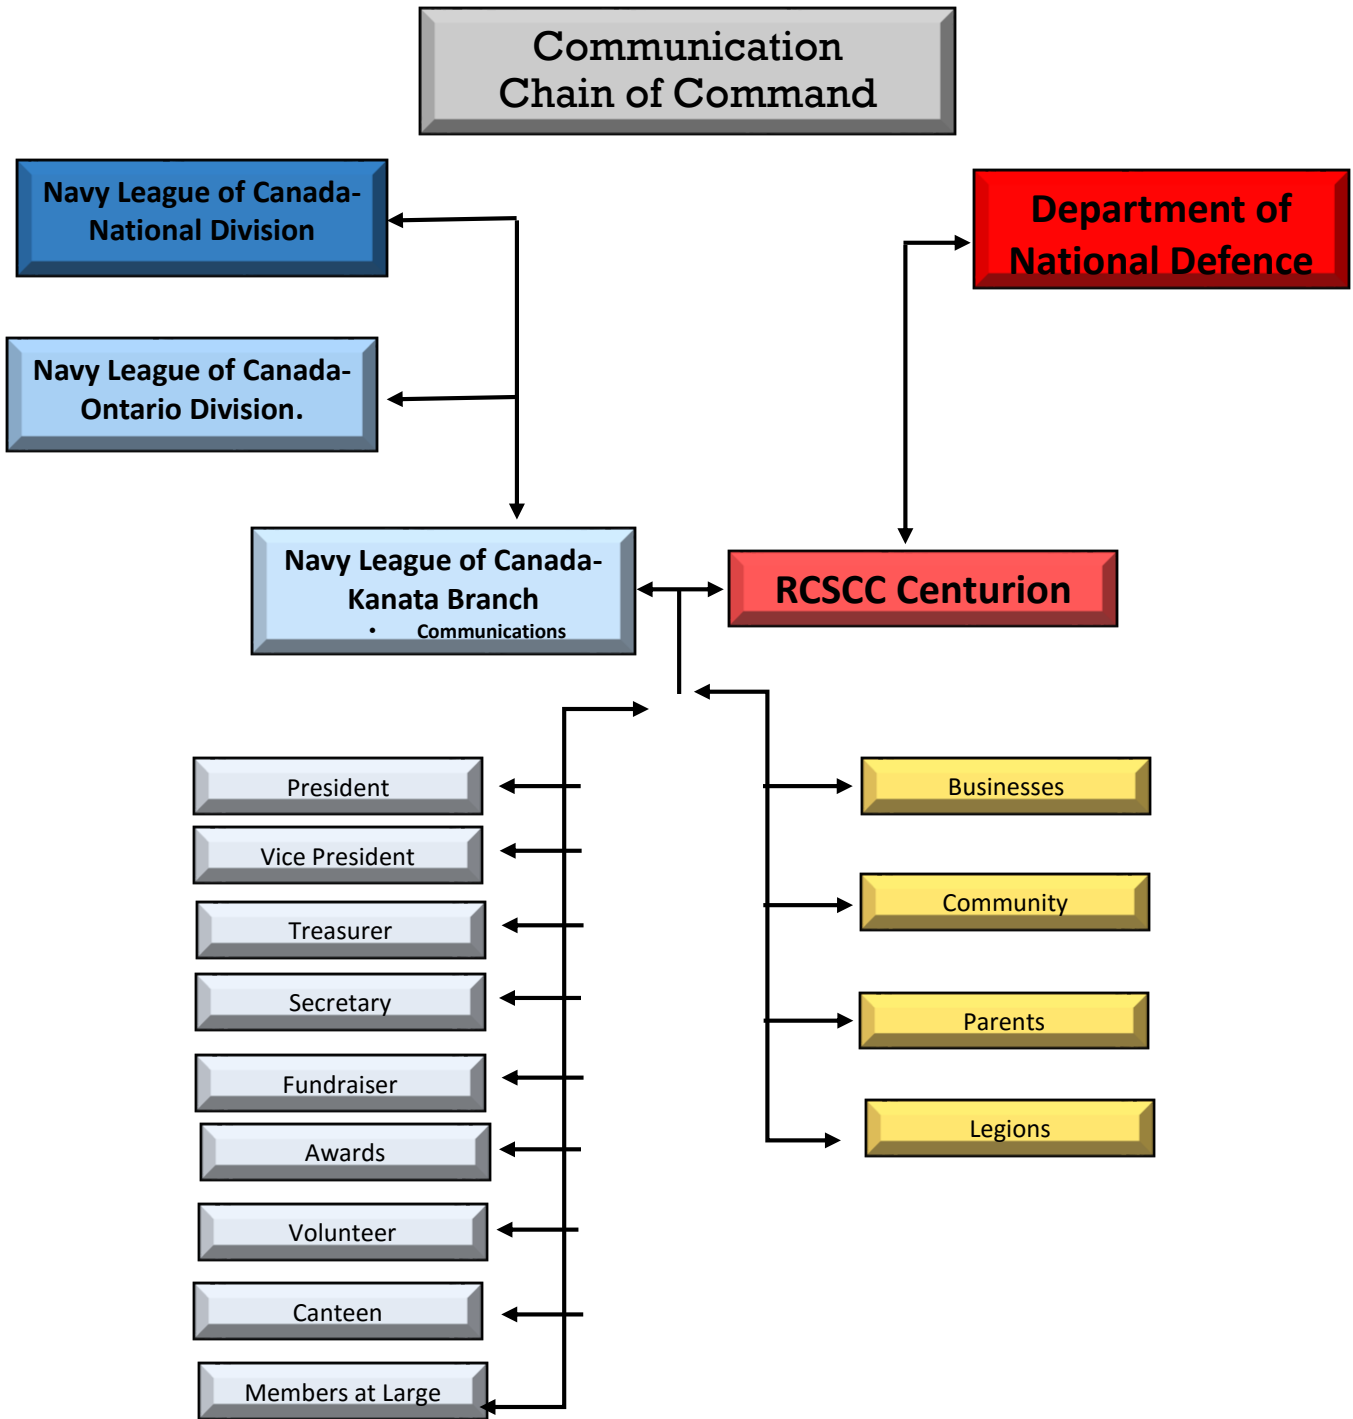 Communication
Chain of Command
Navy League of Canada-
National Division
Department of
National Defence
Navy League of Canada-
Ontario Division.
Navy League of Canada-
Kanata Branch
• Communications
RCSCC Centurion
President
Vice President
Treasurer
Secretary
Fundraiser
Awards
Volunteer
Canteen
Members at Large
Businesses
Community
Parents
Legions